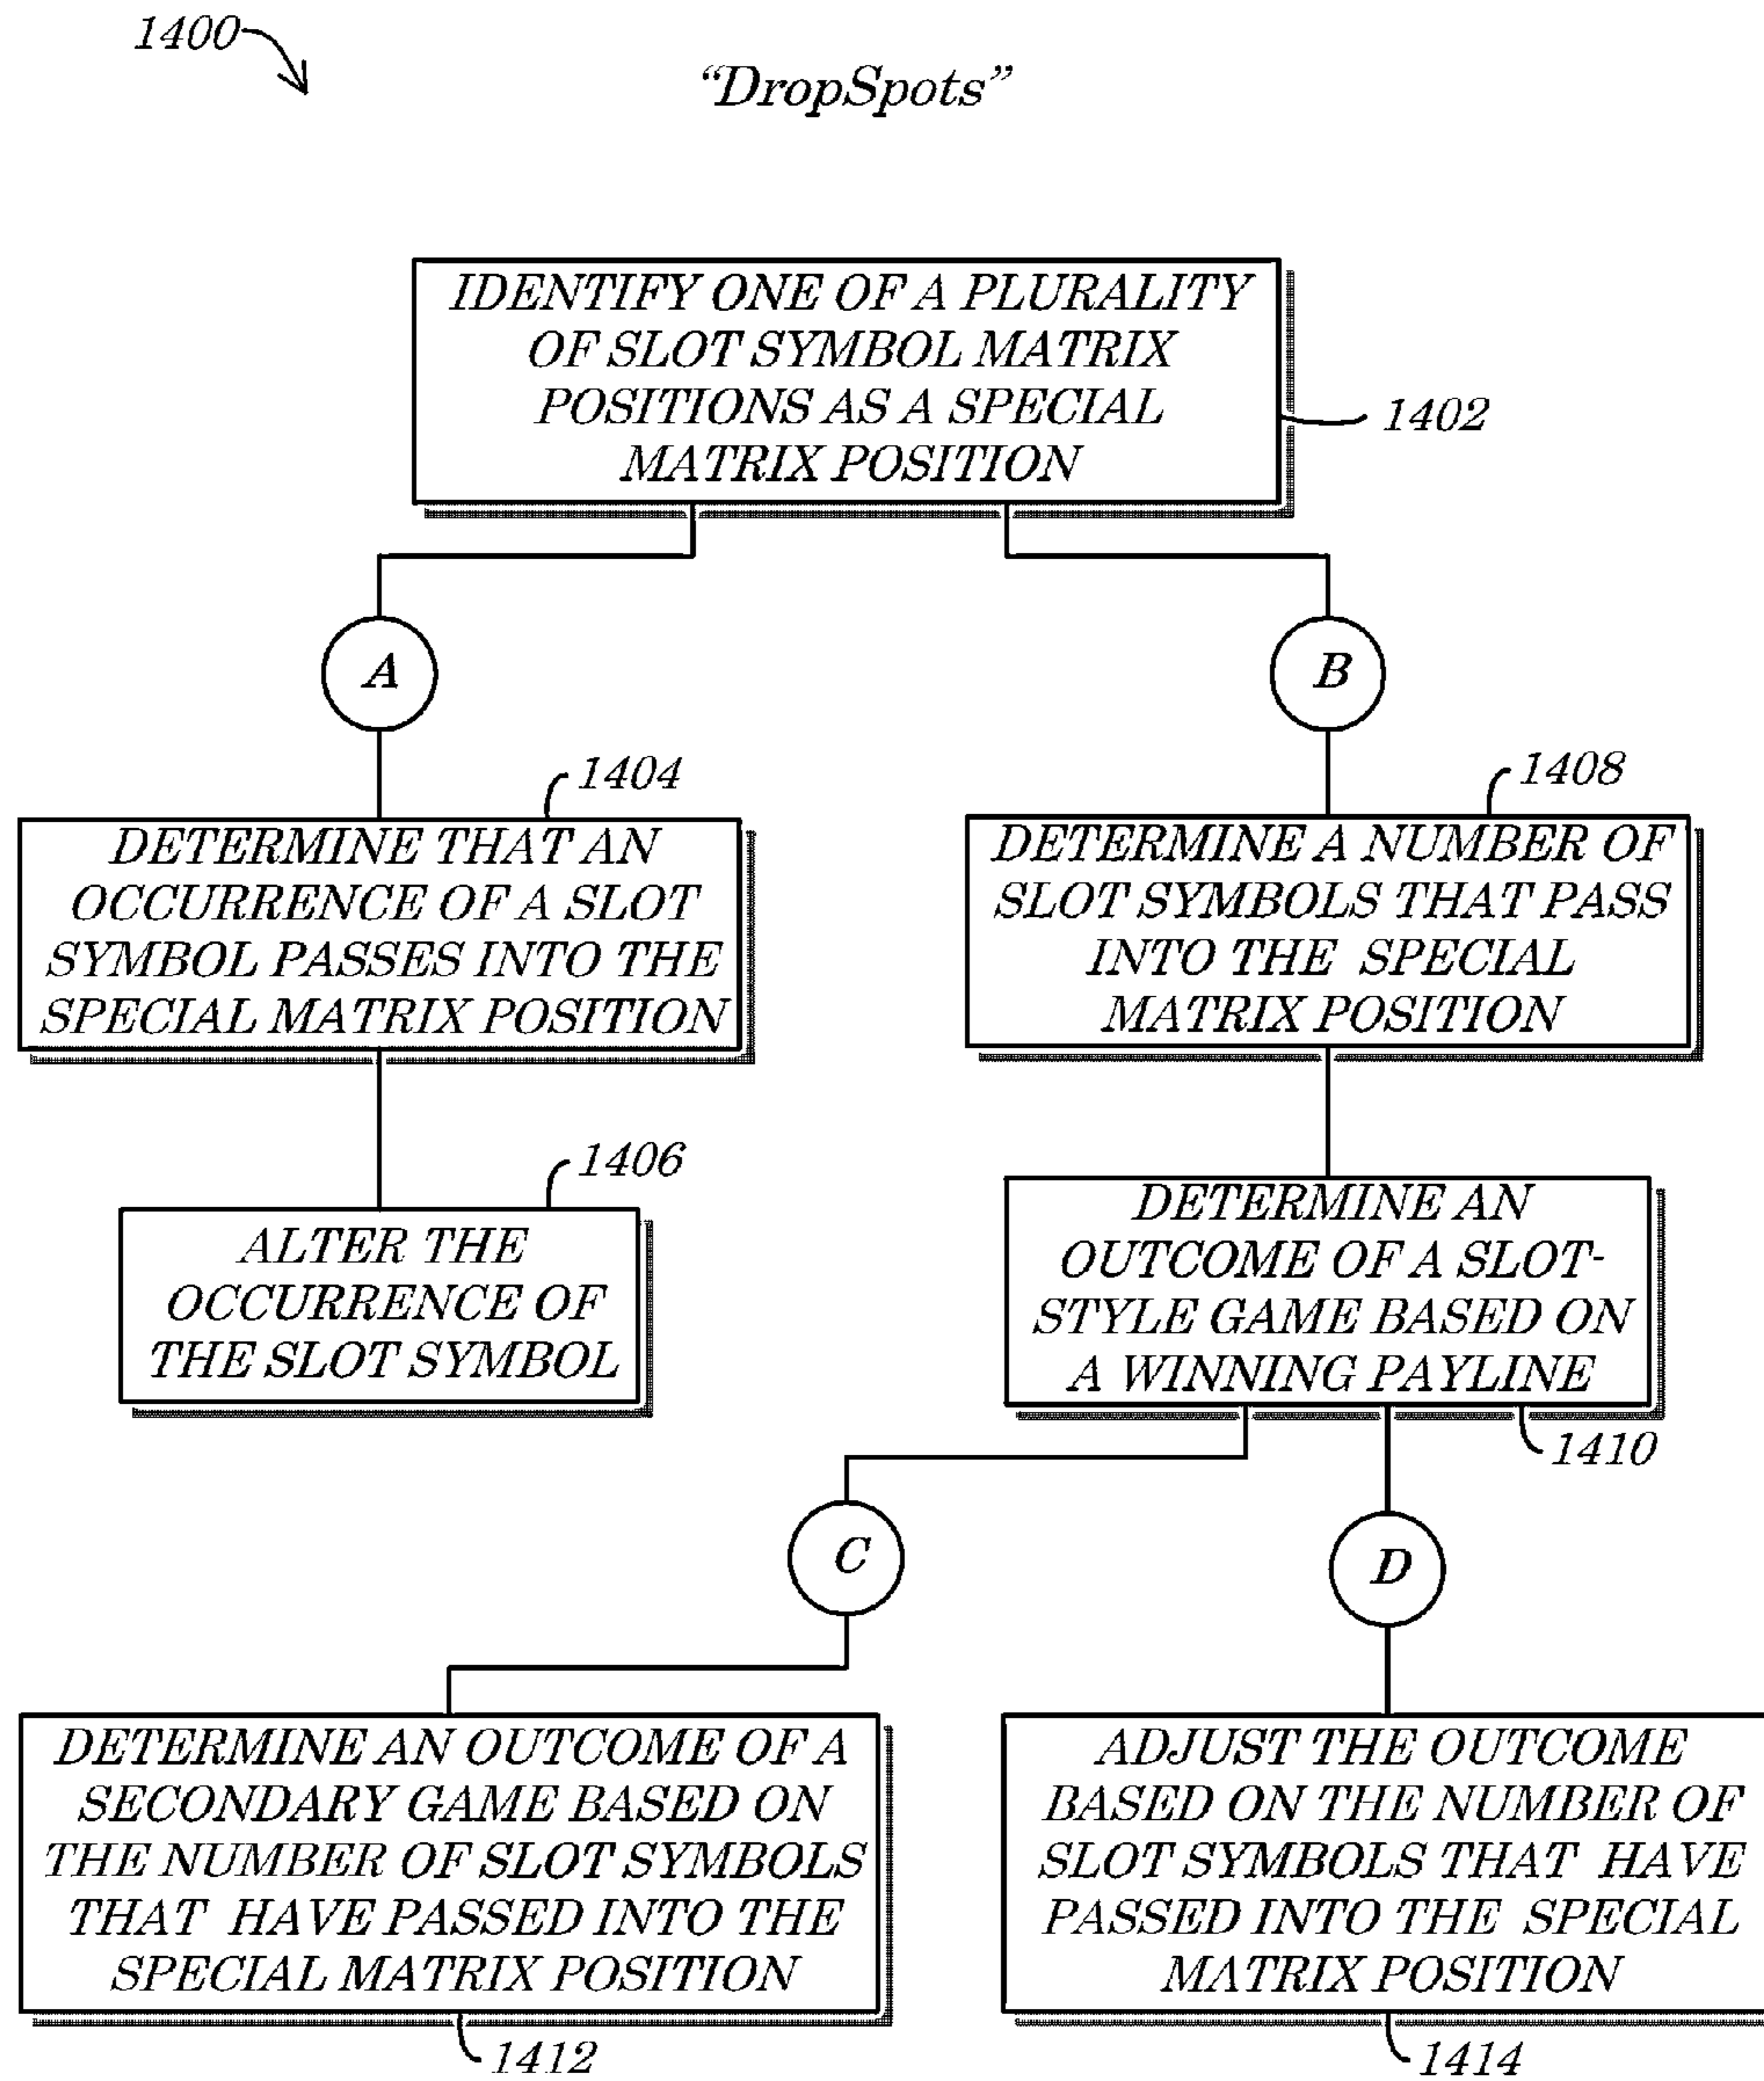 1400
“DropSpots”
IDENTIFY ONE OF A PLURALITY
OF SLOT SYMBOL MATRIX
POSITIONS AS A SPECIAL
MATRIX POSITION
1402
A
B
1404
DETERMINE THAT AN
OCCURRENCE OF A SLOT
SYMBOL PASSES INTO THE
SPECIAL MATRIX POSITION
1408
DETERMINE A NUMBER OF
SLOT SYMBOLS THAT PASS
INTO THE SPECIAL
MATRIX POSITION
1406
ALTER THE
OCCURRENCE OF
THE SLOT SYMBOL
DETERMINE AN
OUTCOME OF A SLOT-
STYLE GAME BASED ON
A WINNING PAYLINE
1410
C
D
DETERMINE AN OUTCOME OF A
SECONDARY GAME BASED ON
THE NUMBER OF SLOT SYMBOLS
THAT HAVE PASSED INTO THE
SPECIAL MATRIX POSITION
1412
ADJUST THE OUTCOME
BASED ON THE NUMBER OF
SLOT SYMBOLS THAT HAVE
PASSED INTO THE SPECIAL
MATRIX POSITION
1414